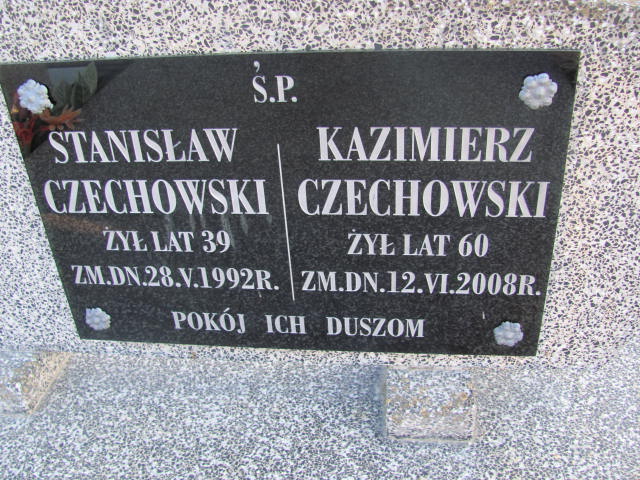 Ś.P.
STANISŁAW
CZECHOWSKI
ŻYŁ LAT 39
ZM.DN.28.V.1992R.
KAZIMIERZ
CZECHOWSKI
ŻYŁ LAT 60
ZM.DN.12.VI.2008R.
POKÓJ ICH DUSZOM